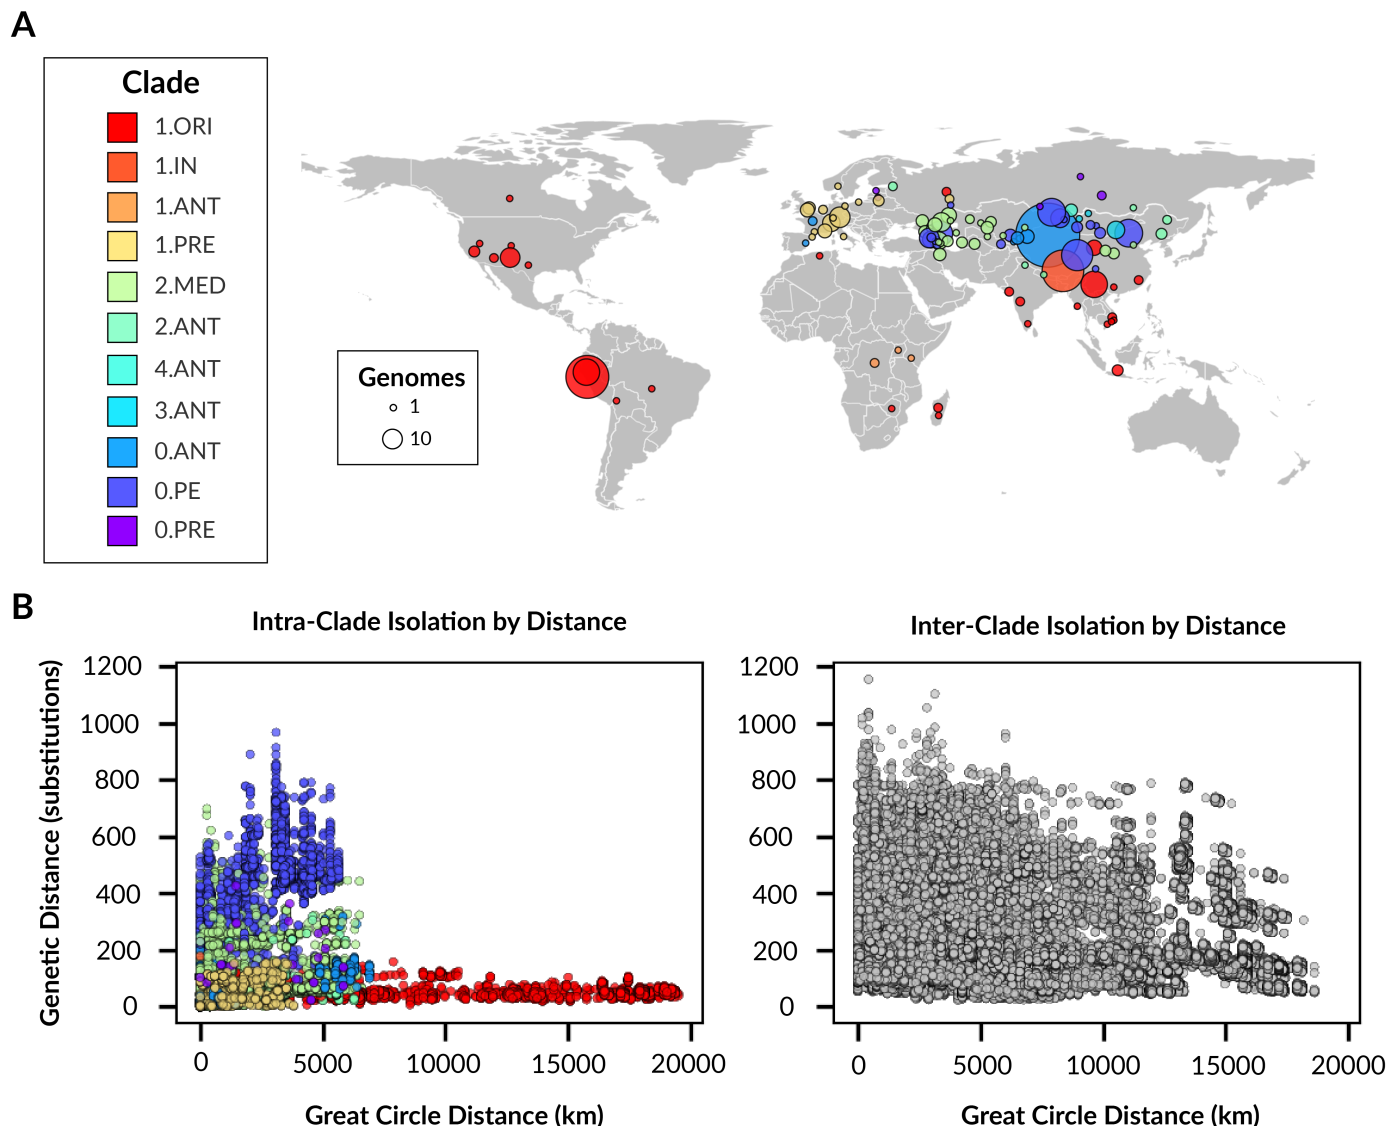 A
Clade
1.ORI
1.IN
1.ANT
1.PRE
2.MED
2.ANT
4.ANT
3.ANT
0.ANT
0.PE
0.PRE
Genomes
1
10
B
Intra-Clade Isolation by Distance
Genetic Distance (substitutions)
1200
1000
800
600
400
200
0
0 5000 10000 15000 20000
Great Circle Distance (km)
Inter-Clade Isolation by Distance
1200
1000
800
600
400
200
0
0 5000 10000 15000 20000
Great Circle Distance (km)